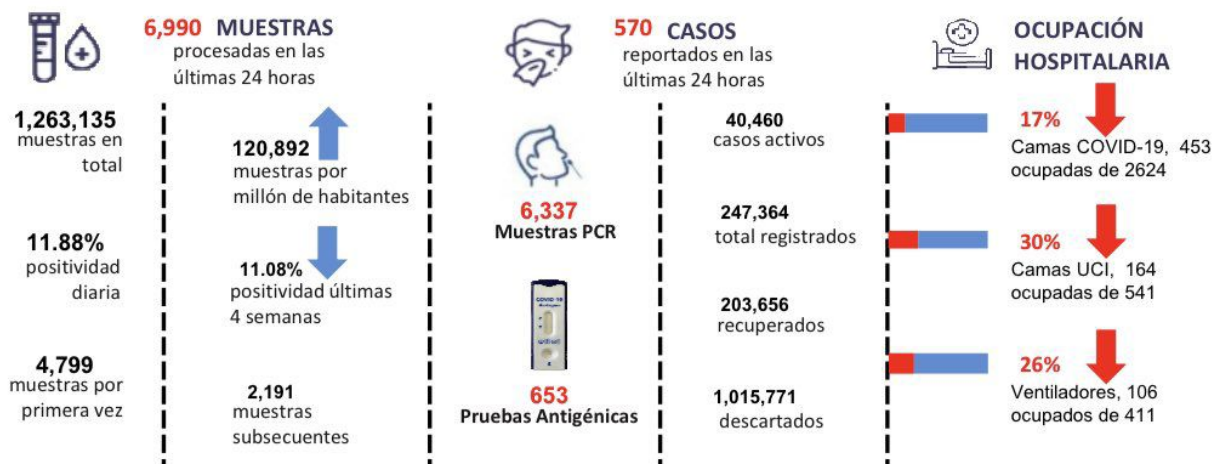 6,990 MUESTRAS
procesadas en las
últimas 24 horas
1,263,135
muestras en
total
11.88%
positividad
diaria
4,799
muestras por
primera vez
120,892
muestras por
millón de habitantes
11.08%
positividad últimas
4 semanas
2,191
muestras
subsecuentes
570 CASOS
reportados en las
últimas 24 horas
6,337
Muestras PCR
COVID-19
653
Pruebas Antigénicas
40,460
casos activos
247,364
total registrados
203,656
recuperados
1,015,771
descartados
OCUPACIÓN
HOSPITALARIA
17%
Camas COVID-19, 453
ocupadas de 2624
30%
Camas UCI, 164
ocupadas de 541
26%
Ventiladores, 106
ocupados de 411